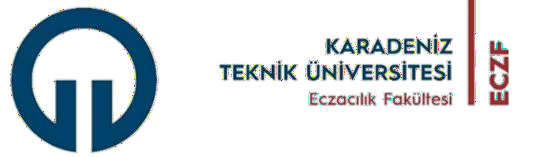 KARADENİZ
TEKNİK ÜNİVERSİTESİ
Eczacılık Fakültesi
ECZF